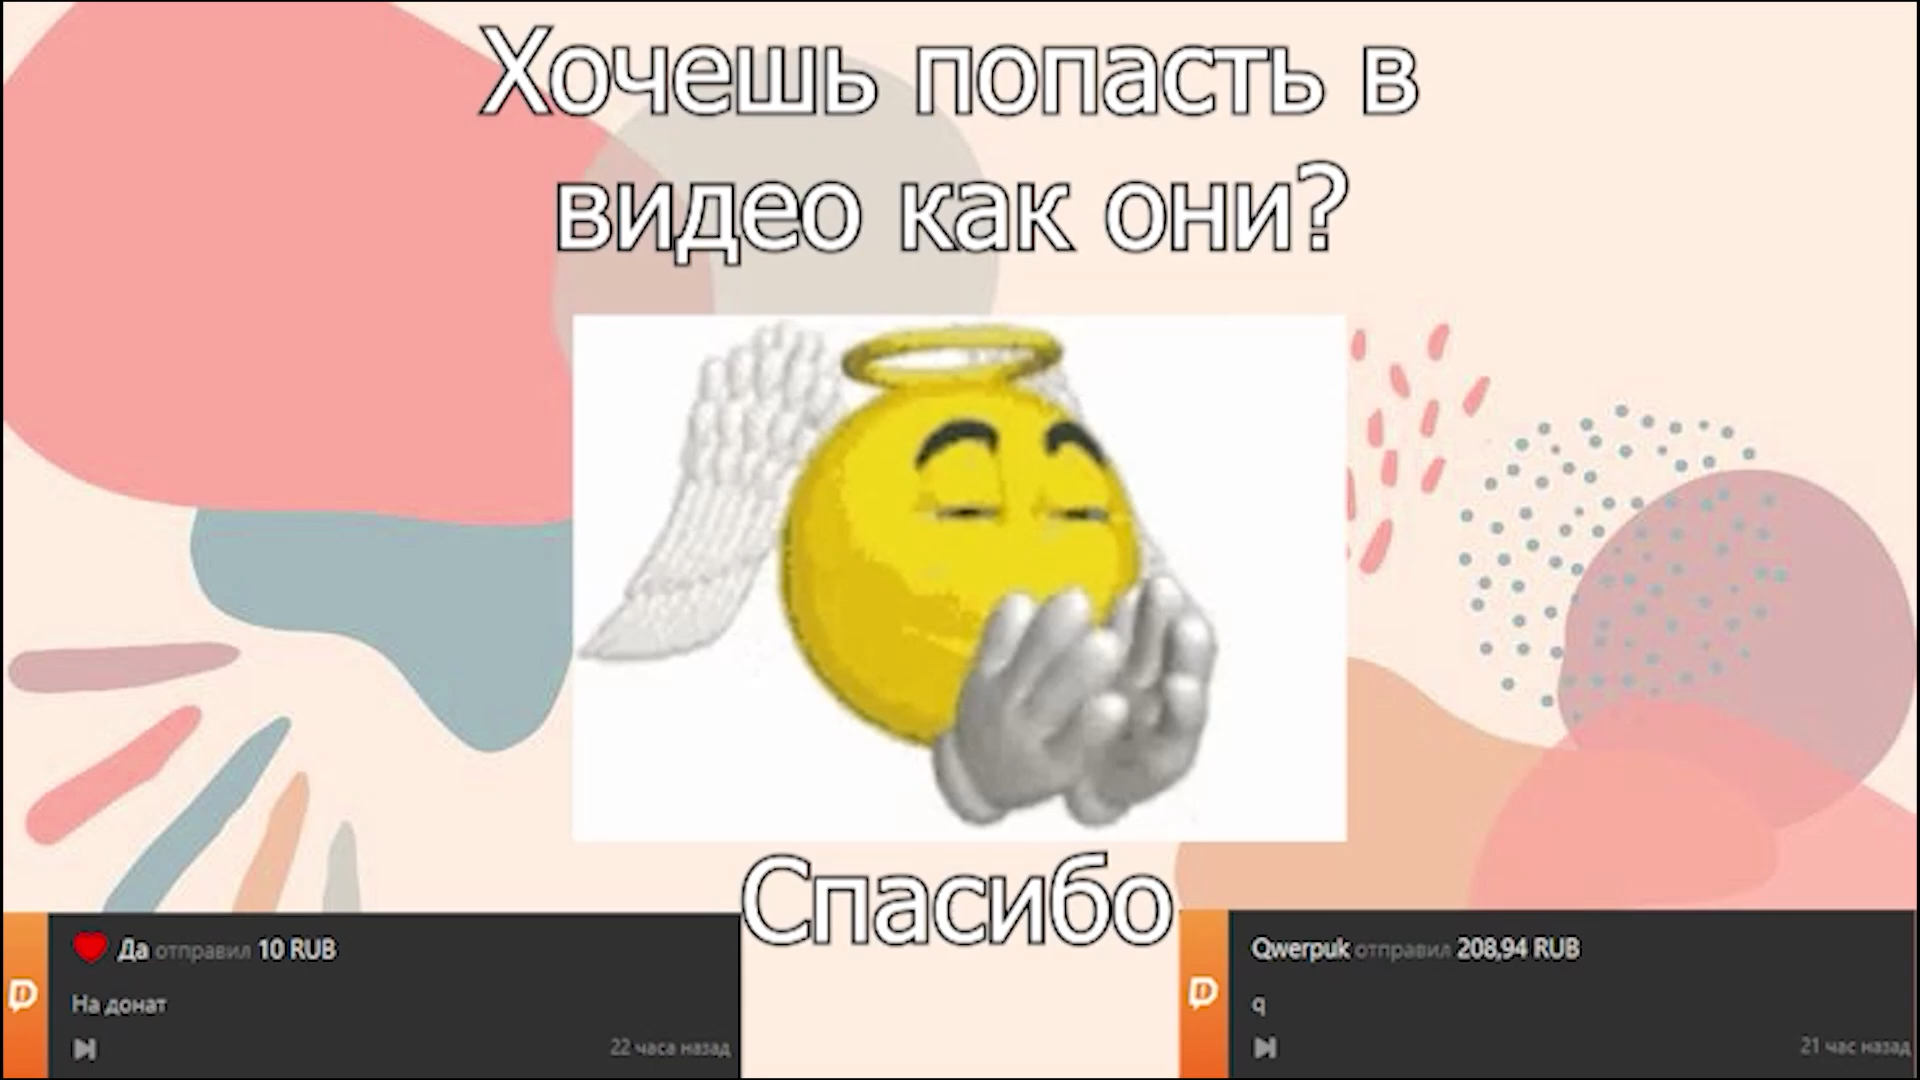 Хочешь попасть в
видео как они?
Спасибо
Да отправил 10 RUB
На донат
22 часа назад
Qwerpuk отправил 208,94 RUB
q
21 час назад